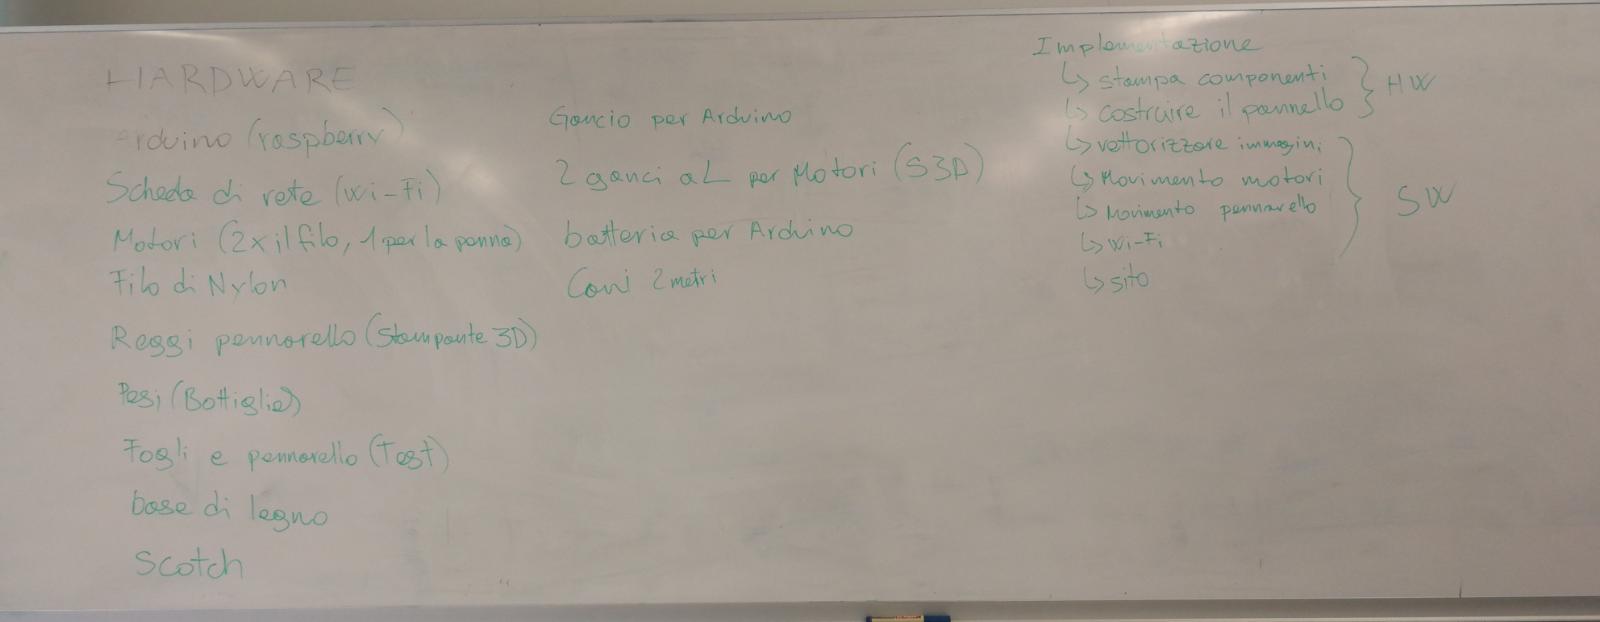 HARDWARE
Arduino (raspberry)
Scheda di rete (Wi-Fi)
Motori (2x il filo, 1 per la penna)
Filo di Nylon
Reggi pennarello (Stampante 3D)
Pesi (Bottiglie)
Fogli e pennarello (Test)
base di legno
Scotch
Gancio per Arduino
2 ganci a L per Motori (S3D)
batteria per Arduino
Cavi 2 metri
Implementazione
↳ stampa componenti
↳ costruire il pannello
HW
↳ vettorizzare immagini
↳ Movimento motori
↳ Movimento pennarello
↳ Wi-Fi
SW
↳ sito